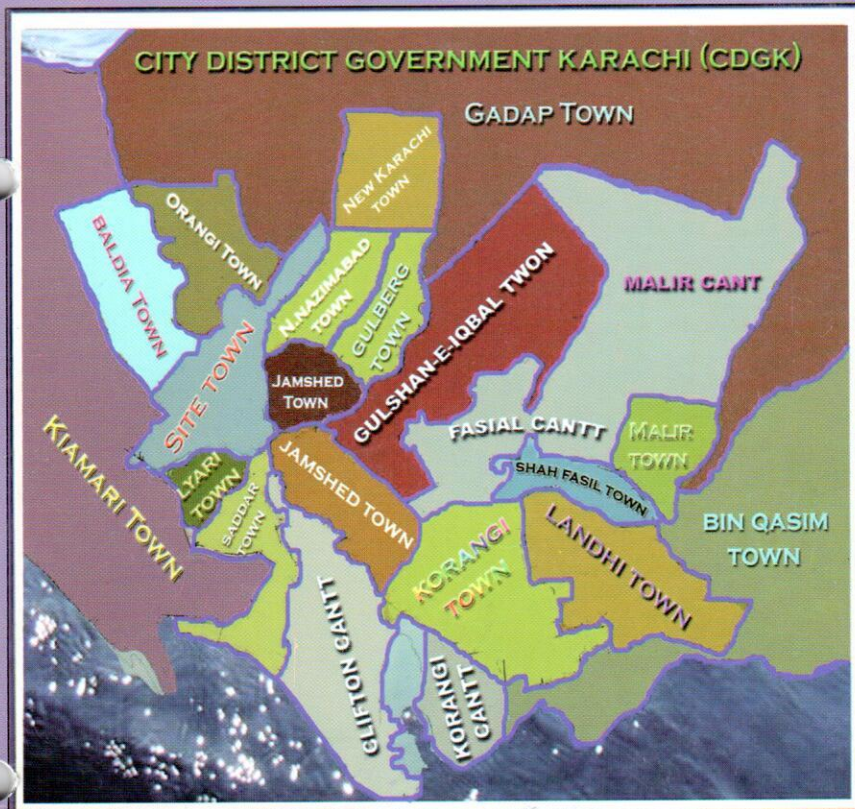 CITY DISTRICT GOVERNMENT KARACHI (CDGK)
GADAP TOWN
NEW KARACHI
TOWN
ORANGI TOWN
BALDIA TOWN
N.NAZIMABAD
TOWN
GULBERG
TOWN
GULSHAN-E-IQBAL TWON
MALIR CANT
SITE TOWN
JAMSHED
TOWN
FASIAL CANTT
MALIR
TOWN
KIAMARI TOWN
LYARI
TOWN
SADDAR
TOWN
JAMSHED TOWN
SHAH FASIL TOWN
BIN QASIM
TOWN
KORANGI
TOWN
LANDHI TOWN
CLIFTON CANTT
KORANGI
CANTT